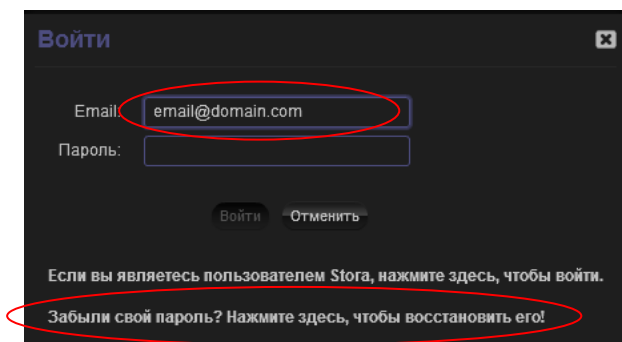 Войти
Email: email@domain.com
Пароль:
Войти Отменить
Если вы являетесь пользователем Stora, нажмите здесь, чтобы войти.
Забыли свой пароль? Нажмите здесь, чтобы восстановить его!